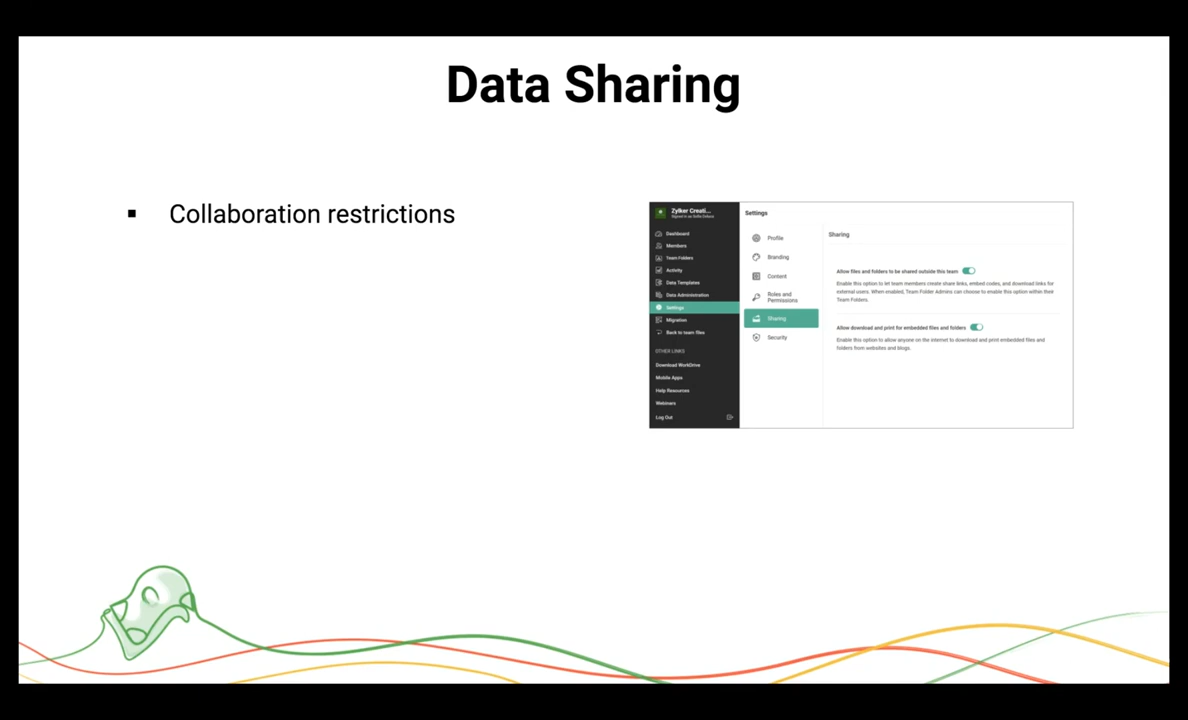 Data Sharing
▪ Collaboration restrictions
Zylker Creati...
Dashboard
Members
Team Folders
Activity
Data Templates
Data Administration
Settings
Migration
Back to team files
OTHER LINKS
Download WorkDrive
Mobile Apps
Help Resources
Webinars
Log Out
Settings
Profile
Branding
Content
Roles and
Permissions
Sharing
Security
Sharing
Allow files and folders to be shared outside this team
Enable this option to let team members create share links, embed codes, and download links for
external users. When enabled, Team Folder Admins can choose to enable this option within their
Team Folders.
Allow download and print for embedded files and folders
Enable this option to allow anyone on the internet to download and print embedded files and
folders from websites and blogs.